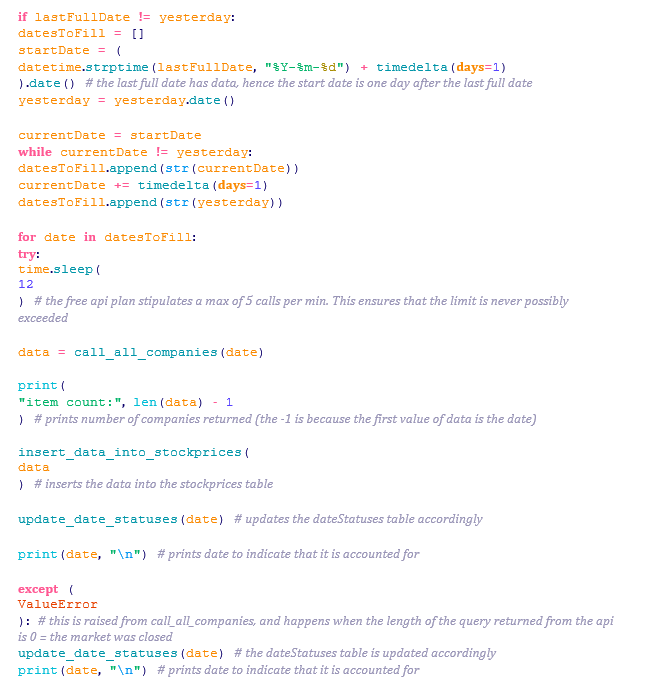 if lastFullDate != yesterday:
datesToFill = []
startDate = (
datetime.strptime(lastFullDate, "%Y-%m-%d") + timedelta(days=1)
).date() # the last full date has data, hence the start date is one day after the last full date
yesterday = yesterday.date()
currentDate = startDate
while currentDate != yesterday:
datesToFill.append(str(currentDate))
currentDate += timedelta(days=1)
datesToFill.append(str(yesterday))
for date in datesToFill:
try:
time.sleep(
12
) # the free api plan stipulates a max of 5 calls per min. This ensures that the limit is never possibly
exceeded
data = call_all_companies(date)
print(
"item count:", len(data) - 1
) # prints number of companies returned (the -1 is because the first value of data is the date)
insert_data_into_stockprices(
data
) # inserts the data into the stockprices table
update_date_statuses(date) # updates the dateStatuses table accordingly
print(date, "\n") # prints date to indicate that it is accounted for
except (
ValueError
): # this is raised from call_all_companies, and happens when the length of the query returned from the api
is 0 = the market was closed
update_date_statuses(date) # the dateStatuses table is updated accordingly
print(date, "\n") # prints date to indicate that it is accounted for